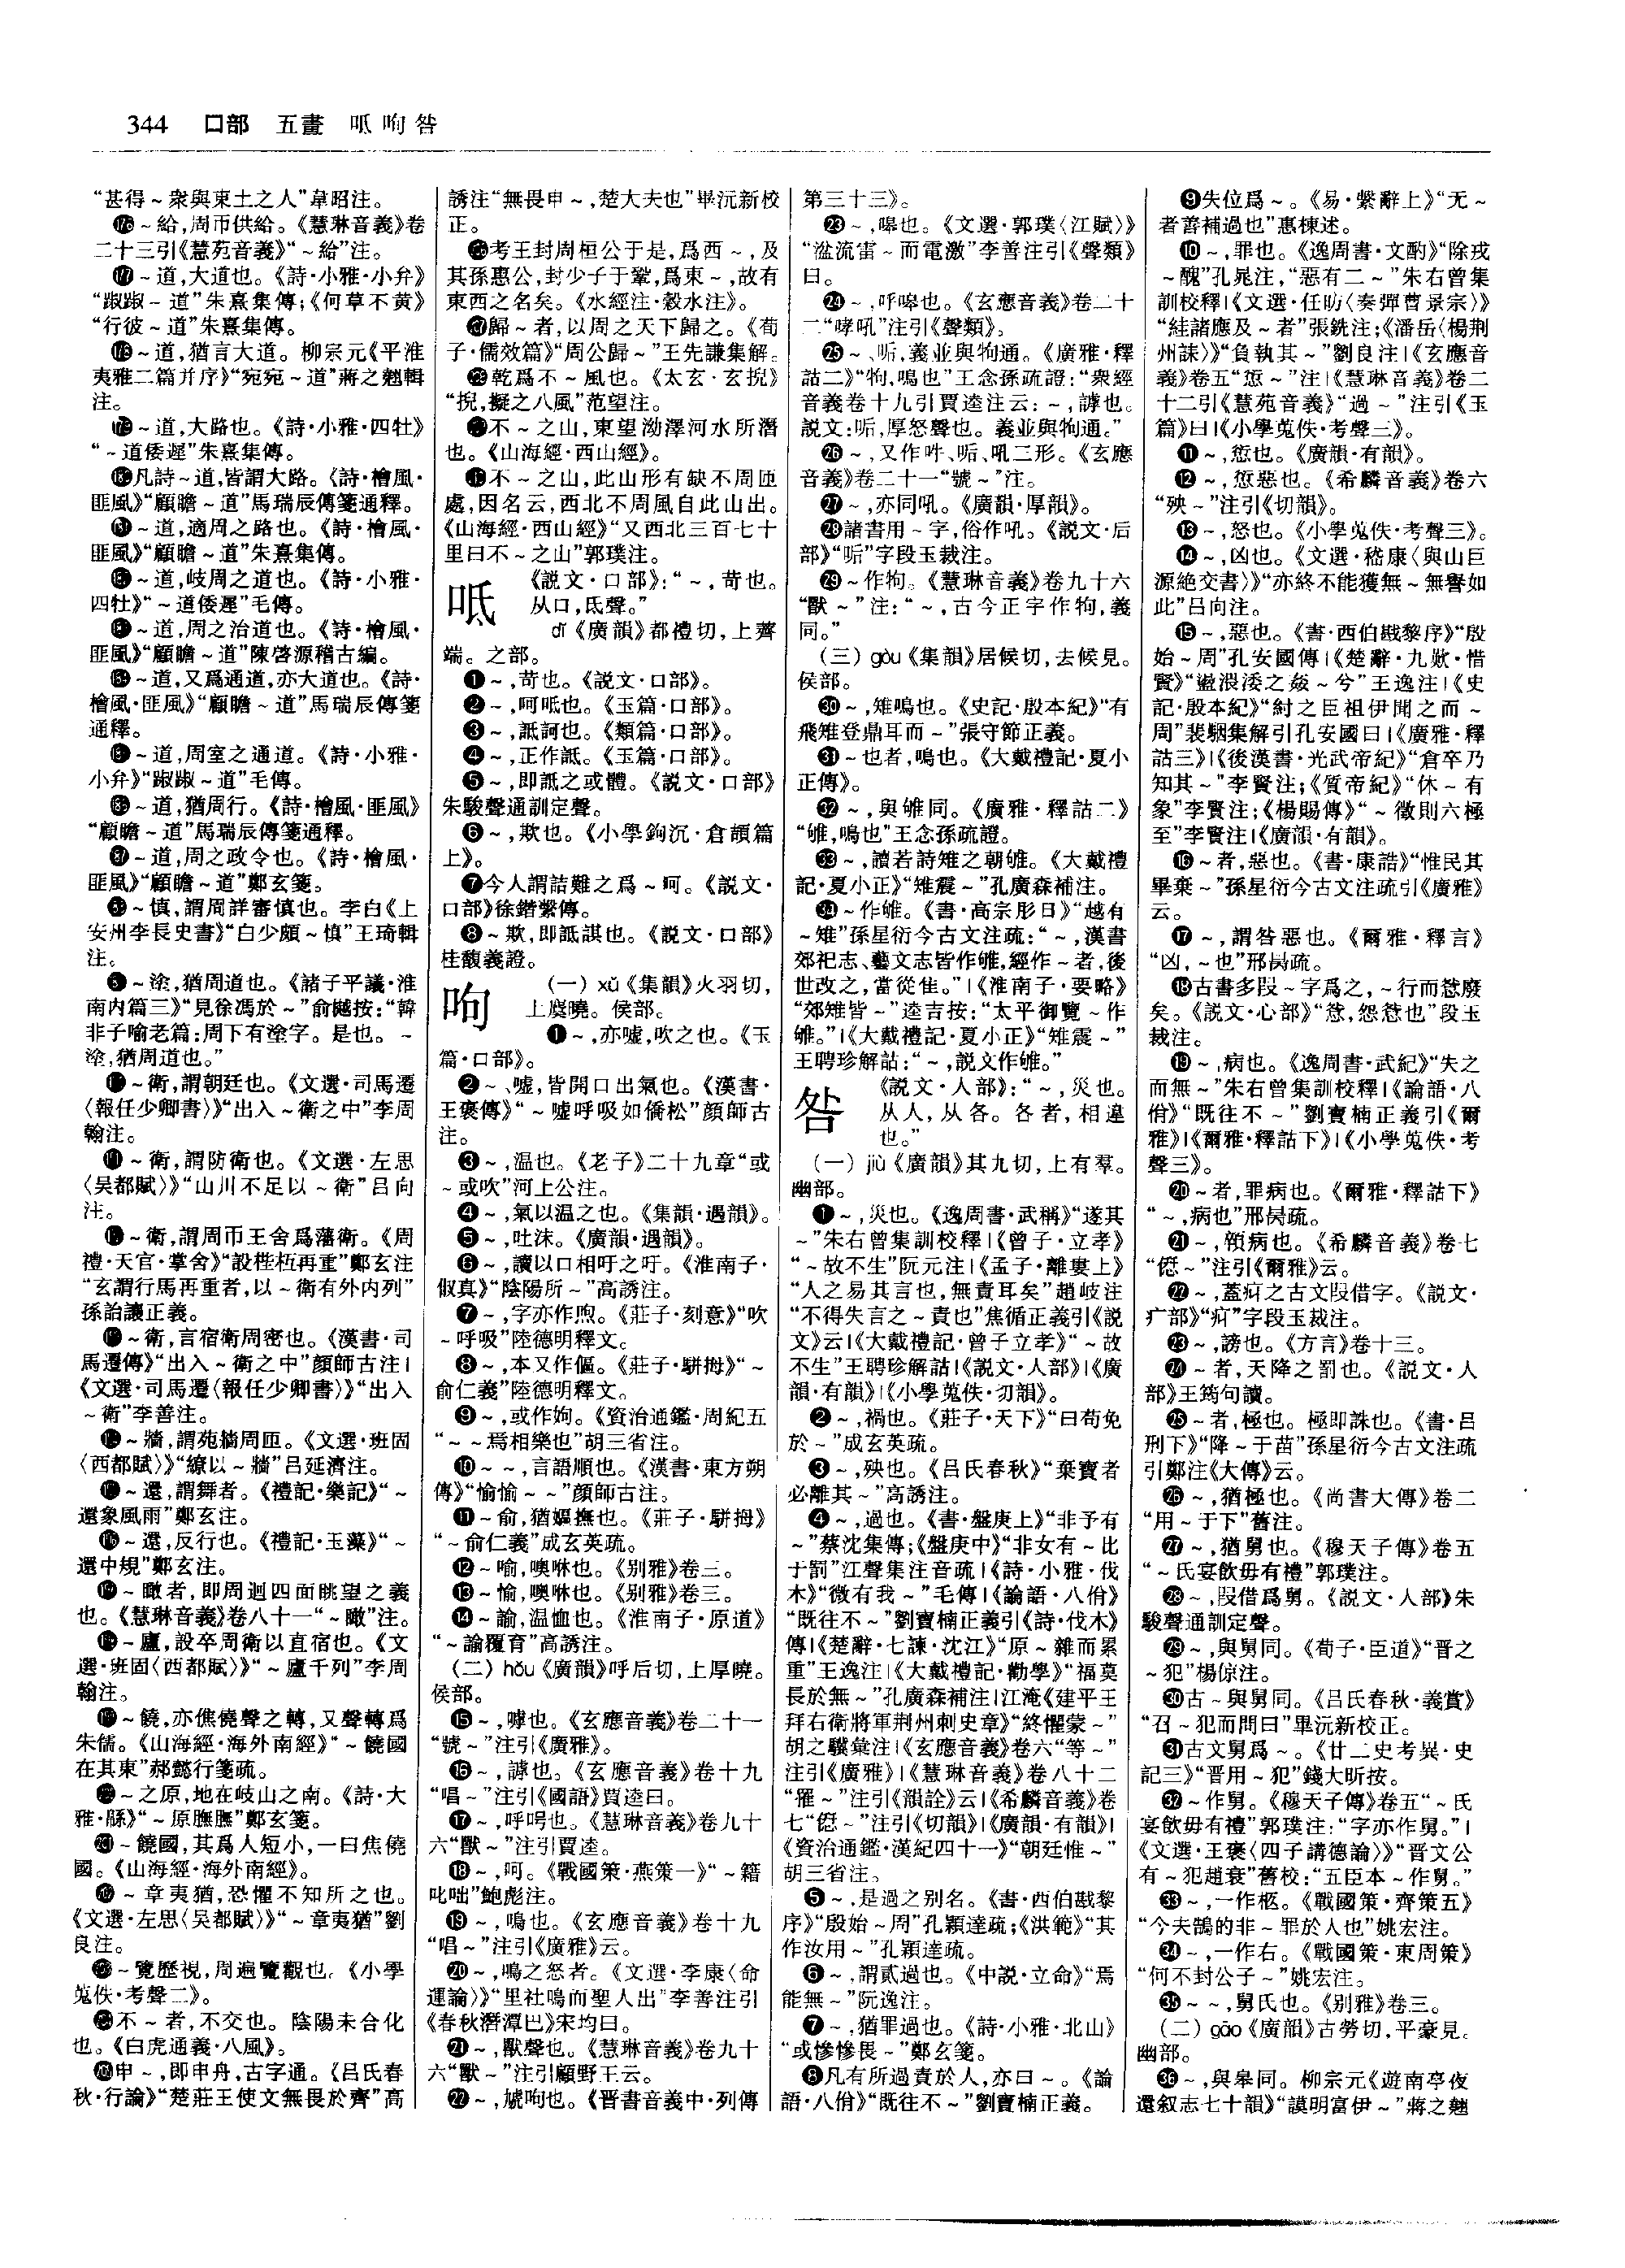 344 口部 五畫 呧呴咎
“甚得～衆與東土之人”韋昭注。
～給,周帀供給。《慧琳音義》卷
二十三引《慧苑音義》“～給”注。
～道,大道也。《詩·小雅·小弁》
“踧踧～道”朱熹集傳;《何草不黄》
“行彼～道”朱熹集傳。
～道,猶言大道。柳宗元《平淮
夷雅二篇并序》“宛宛～道”蔣之翹輯
注。
～道,大路也。《詩·小雅·四牡》
“～道倭遲”朱熹集傳。
凡詩～道,皆謂大路。《詩·檜風·
匪風》“顧瞻～道”馬瑞辰傳箋通釋。
～道,適周之路也。《詩·檜風·
匪風》“顧瞻～道”朱熹集傳。
～道,岐周之道也。《詩·小雅·
四牡》“～道倭遲”毛傳。
～道,周之治道也。《詩·檜風·
匪風》“顧瞻～道”陳啓源稽古編。
～道,又爲通道,亦大道也。《詩·
檜風·匪風》“顧瞻～道”馬瑞辰傳箋
通釋。
～道,周室之通道。《詩·小雅·
小弁》“踧踧～道”毛傳。
～道,猶周行。《詩·檜風·匪風》
“顧瞻～道”馬瑞辰傳箋通釋。
～道,周之政令也。《詩·檜風·
匪風》“顧瞻～道”鄭玄箋。
～慎,謂周詳審慎也。李白《上
安州李長史書》“白少頗～慎”王琦輯
注。
～塗,猶周道也。《諸子平議·淮
南内篇三》“見徐馮於～”俞樾按:“韓
非子喻老篇:周下有塗字。是也。～
塗,猶周道也。”
～衛,謂朝廷也。《文選·司馬遷
〈報任少卿書〉》“出入～衛之中”李周
翰注。
～衛,謂防衛也。《文選·左思
〈吴都賦〉》“山川不足以～衛”吕向
注。
～衛,謂周帀王舍爲藩衛。《周
禮·天官·掌舍》“設梐枑再重”鄭玄注
“玄謂行馬再重者,以～衛有外内列”
孫詒讓正義。
～衛,言宿衛周密也。《漢書·司
馬遷傳》“出入～衛之中”顔師古注|
《文選·司馬遷〈報任少卿書〉》“出入
～衛”李善注。
～牆,謂苑牆周匝。《文選·班固
〈西都賦〉》“繚以～牆”吕延濟注。
～還,謂舞者。《禮記·樂記》“～
還象風雨”鄭玄注。
～還,反行也。《禮記·玉藻》“～
還中規”鄭玄注。
～瞰者,即周迴四面眺望之義
也。《慧琳音義》卷八十一“～瞰”注。
～廬,設卒周衛以直宿也。《文
選·班固〈西都賦〉》“～廬千列”李周
翰注。
～饒,亦僬僥聲之轉,又聲轉爲
朱儒。《山海經·海外南經》“～饒國
在其東”郝懿行箋疏。
～之原,地在岐山之南。《詩·大
雅·緜》“～原膴膴”鄭玄箋。
～饒國,其爲人短小,一曰焦僥
國。《山海經·海外南經》。
～章夷猶,恐懼不知所之也。
《文選·左思〈吴都賦〉》“～章夷猶”劉
良注。
～覽歷視,周遍覽觀也。《小學
蒐佚·考聲二》。
不～者,不交也。陰陽未合化
也。《白虎通義·八風》。
申～,即申舟,古字通。《吕氏春
秋·行論》“楚莊王使文無畏於齊”高
誘注“無畏申～,楚大夫也”畢沅新校
正。
考王封周桓公于是,爲西～,及
其孫惠公,封少子于鞏,爲東～,故有
東西之名矣。《水經注·穀水注》。
歸～者,以周之天下歸之。《荀
子·儒效篇》“周公歸～”王先謙集解。
乾爲不～風也。《太玄·玄掜》
“掜,擬之八風”范望注。
不～之山,東望泑澤河水所潛
也。《山海經·西山經》。
不～之山,此山形有缺不周匝
處,因名云,西北不周風自此山出。
《山海經·西山經》“又西北三百七十
里曰不～之山”郭璞注。
呧
《説文·口部》:“～,苛也。
从口,氐聲。”
dǐ《廣韻》都禮切,上薺
端。之部。
❶～,苛也。《説文·口部》。
❷～,呵呧也。《玉篇·口部》。
❸～,詆訶也。《類篇·口部》。
❹～,正作詆。《玉篇·口部》。
❺～,即詆之或體。《説文·口部》
朱駿聲通訓定聲。
❻～,欺也。《小學鉤沉·倉頡篇
上》。
❼今人謂詰難之爲～呵。《説文·
口部》徐鍇繫傳。
❽～欺,即詆諆也。《説文·口部》
桂馥義證。
呴
(一) xǔ《集韻》火羽切,
上麌曉。侯部。
❶～,亦嘘,吹之也。《玉
篇·口部》。
❷～、嘘,皆開口出氣也。《漢書·
王褒傳》“～嘘呼吸如僑松”顔師古
注。
❸～,温也。《老子》二十九章“或
～或吹”河上公注。
❹～,氣以温之也。《集韻·遇韻》。
❺～,吐沫。《廣韻·遇韻》。
❻～,讀以口相吁之吁。《淮南子·
俶真》“陰陽所～”高誘注。
❼～,字亦作煦。《莊子·刻意》“吹
～呼吸”陸德明釋文。
❽～,本又作傴。《莊子·駢拇》“～
俞仁義”陸德明釋文。
❾～,或作姁。《資治通鑑·周紀五
“～～焉相樂也”胡三省注。
❿～～,言語順也。《漢書·東方朔
傳》“愉愉～～”顔師古注。
⓫～俞,猶嫗撫也。《莊子·駢拇》
“～俞仁義”成玄英疏。
⓬～喻,噢咻也。《别雅》卷三。
⓭～愉,噢咻也。《别雅》卷三。
⓮～諭,温恤也。《淮南子·原道》
“～諭覆育”高誘注。
(二) hǒu《廣韻》呼后切,上厚曉。
侯部。
⓯～,嘷也。《玄應音義》卷二十一
“號～”注引《廣雅》。
⓰～,謼也。《玄應音義》卷十九
“唱～”注引《國語》賈逵曰。
⓱～,呼号也。《慧琳音義》卷九十
六“獸～”注引賈逵。
⓲～,呵。《戰國策·燕策一》“～籍
叱咄”鮑彪注。
⓳～,鳴也。《玄應音義》卷十九
“唱～”注引《廣雅》云。
⓴～,鳴之怒者。《文選·李康〈命
運論〉》“里社鳴而聖人出”李善注引
《春秋潛潭巴》宋均曰。
㉑～,獸聲也。《慧琳音義》卷九十
六“獸～”注引顧野王云。
㉒～,虓呴也。《晋書音義中·列傳
第三十三》。
㉓～,嗥也。《文選·郭璞〈江賦〉》
“湓流雷～而電激”李善注引《聲類》
曰。
㉔～,呼嗥也。《玄應音義》卷二十
二“哮吼”注引《聲類》。
㉕～、听,義並與㸸通。《廣雅·釋
詁二》“㸸,鳴也”王念孫疏證:“衆經
音義卷十九引賈逵注云:～,謼也。
説文:㖃,厚怒聲也。義並與㸸通。”
㉖～,又作吽、㖃、吼三形。《玄應
音義》卷二十一“號～”注。
㉗～,亦同吼。《廣韻·厚韻》。
㉘諸書用～字,俗作吼。《説文·后
部》“㖃”字段玉裁注。
㉙～作㸸。《慧琳音義》卷九十六
“獸～”注:“～,古今正字作㸸,義
同。”
(三) gòu《集韻》居候切,去候見。
侯部。
㉚～,雉鳴也。《史記·殷本紀》“有
飛雉登鼎耳而～”張守節正義。
㉛～也者,鳴也。《大戴禮記·夏小
正傳》。
㉜～,與雊同。《廣雅·釋詁二》
“雊,鳴也”王念孫疏證。
㉝～,讀若詩雉之朝雊。《大戴禮
記·夏小正》“雉震～”孔廣森補注。
㉞～作雊。《書·高宗肜日》“越有
～雉”孫星衍今古文注疏:“～,漢書
郊祀志、藝文志皆作雊,經作～者,後
世改之,當從隹。”|《淮南子·要略》
“郊雉皆～”逵吉按:“太平御覽～作
雊。”|《大戴禮記·夏小正》“雉震～”
王聘珍解詁:“～,説文作雊。”
咎
《説文·人部》:“～,災也。
从人,从各。各者,相違
也。”
(一) jiù《廣韻》其九切,上有羣。
幽部。
❶～,災也。《逸周書·武稱》“遂其
～”朱右曾集訓校釋|《曾子·立孝》
“～故不生”阮元注|《孟子·離婁上》
“人之易其言也,無責耳矣”趙岐注
“不得失言之～責也”焦循正義引《説
文》云|《大戴禮記·曾子立孝》“～故
不生”王聘珍解詁|《説文·人部》|《廣
韻·有韻》|《小學蒐佚·切韻》。
❷～,禍也。《莊子·天下》“曰苟免
於～”成玄英疏。
❸～,殃也。《吕氏春秋》“棄寶者
必離其～”高誘注。
❹～,過也。《書·盤庚上》“非予有
～”蔡沈集傳;《盤庚中》“非女有～比
于罰”江聲集注音疏|《詩·小雅·伐
木》“微有我～”毛傳|《論語·八佾》
“既往不～”劉寶楠正義引《詩·伐木》
傳|《楚辭·七諫·沈江》“原～雜而累
重”王逸注|《大戴禮記·勸學》“福莫
長於無～”孔廣森補注|江淹《建平王
拜右衛將軍荆州刺史章》“終懼蒙～”
胡之驥彙注|《玄應音義》卷六“等～”
注引《廣雅》|《慧琳音義》卷八十二
“罹～”注引《韻詮》云|《希麟音義》卷
七“愆～”注引《切韻》|《廣韻·有韻》|
《資治通鑑·漢紀四十一》“朝廷惟～”
胡三省注。
❺～,是過之别名。《書·西伯戡黎
序》“殷始～周”孔穎達疏;《洪範》“其
作汝用～”孔穎達疏。
❻～,謂貳過也。《中説·立命》“焉
能無～”阮逸注。
❼～,猶罪過也。《詩·小雅·北山》
“或慘慘畏～”鄭玄箋。
❽凡有所過責於人,亦曰～。《論
語·八佾》“既往不～”劉寶楠正義。
❾失位爲～。《易·繫辭上》“无～
者善補過也”惠棟述。
❿～,罪也。《逸周書·文酌》“除戎
～醜”孔晁注,“惡有二～”朱右曾集
訓校釋|《文選·任昉〈奏彈曹景宗〉》
“絓諸應及～者”張銑注;《潘岳〈楊荆
州誄〉》“負執其～”劉良注|《玄應音
義》卷五“愆～”注|《慧琳音義》卷二
十二引《慧苑音義》“過～”注引《玉
篇》曰|《小學蒐佚·考聲三》。
⓫～,愆也。《廣韻·有韻》。
⓬～,愆惡也。《希麟音義》卷六
“殃～”注引《切韻》。
⓭～,怒也。《小學蒐佚·考聲三》。
⓮～,凶也。《文選·嵇康〈與山巨
源絶交書〉》“亦終不能獲無～無譽如
此”吕向注。
⓯～,惡也。《書·西伯戡黎序》“殷
始～周”孔安國傳|《楚辭·九歎·惜
賢》“盪渨涹之姦～兮”王逸注|《史
記·殷本紀》“紂之臣祖伊聞之而～
周”裴駰集解引孔安國曰|《廣雅·釋
詁三》|《後漢書·光武帝紀》“倉卒乃
知其～”李賢注;《質帝紀》“休～有
象”李賢注;《楊賜傳》“～徵則六極
至”李賢注|《廣韻·有韻》。
⓰～者,惡也。《書·康誥》“惟民其
畢棄～”孫星衍今古文注疏引《廣雅》
云。
⓱～,謂咎惡也。《爾雅·釋言》
“凶,～也”邢昺疏。
⓲古書多叚～字爲之,～行而㤹廢
矣。《説文·心部》“㤹,怨㤹也”段玉
裁注。
⓳～,病也。《逸周書·武紀》“失之
而無～”朱右曾集訓校釋|《論語·八
佾》“既往不～”劉寶楠正義引《爾
雅》|《爾雅·釋詁下》|《小學蒐佚·考
聲三》。
⓴～者,罪病也。《爾雅·釋詁下》
“～,病也”邢昺疏。
㉑～,顇病也。《希麟音義》卷七
“愆～”注引《爾雅》云。
㉒～,蓋疚之古文叚借字。《説文·
疒部》“疚”字段玉裁注。
㉓～,謗也。《方言》卷十三。
㉔～者,天降之罰也。《説文·人
部》王筠句讀。
㉕～者,極也。極即誅也。《書·吕
刑下》“降～于苗”孫星衍今古文注疏
引鄭注《大傳》云。
㉖～,猶極也。《尚書大傳》卷二
“用～于下”舊注。
㉗～,猶舅也。《穆天子傳》卷五
“～氏宴飲毋有禮”郭璞注。
㉘～,叚借爲舅。《説文·人部》朱
駿聲通訓定聲。
㉙～,與舅同。《荀子·臣道》“晋之
～犯”楊倞注。
㉚古～與舅同。《吕氏春秋·義賞》
“召～犯而問曰”畢沅新校正。
㉛古文舅爲～。《廿二史考異·史
記三》“晋用～犯”錢大昕按。
㉜～作舅。《穆天子傳》卷五“～氏
宴飲毋有禮”郭璞注:“字亦作舅。”|
《文選·王褒〈四子講德論〉》“晋文公
有～犯趙衰”舊校:“五臣本～作舅。”
㉝～,一作柩。《戰國策·齊策五》
“今夫鵠的非～罪於人也”姚宏注。
㉞～,一作右。《戰國策·東周策》
“何不封公子～”姚宏注。
㉟～～,舅氏也。《别雅》卷三。
(二) gāo《廣韻》古勞切,平豪見。
幽部。
㊱～,與皋同。柳宗元《遊南亭夜
還叙志七十韻》“謨明富伊～”蔣之翹